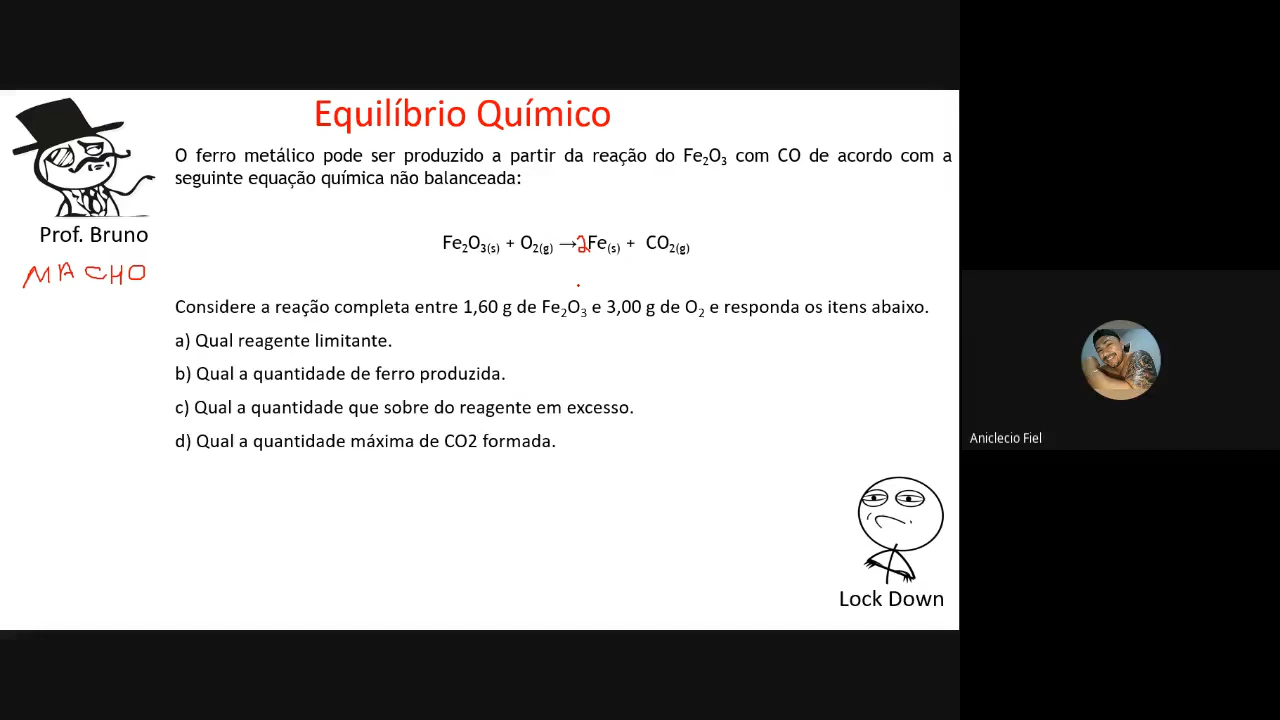 Equilíbrio Químico
O ferro metálico pode ser produzido a partir da reação do Fe₂O₃ com CO de acordo com a
seguinte equação química não balanceada:
Prof. Bruno
MACHO
Fe₂O₃(s) + O₂(g) →2Fe(s) + CO₂(g)
Considere a reação completa entre 1,60 g de Fe₂O₃ e 3,00 g de O₂ e responda os itens abaixo.
a) Qual reagente limitante.
b) Qual a quantidade de ferro produzida.
c) Qual a quantidade que sobre do reagente em excesso.
d) Qual a quantidade máxima de CO2 formada.
Lock Down
Aniclecio Fiel